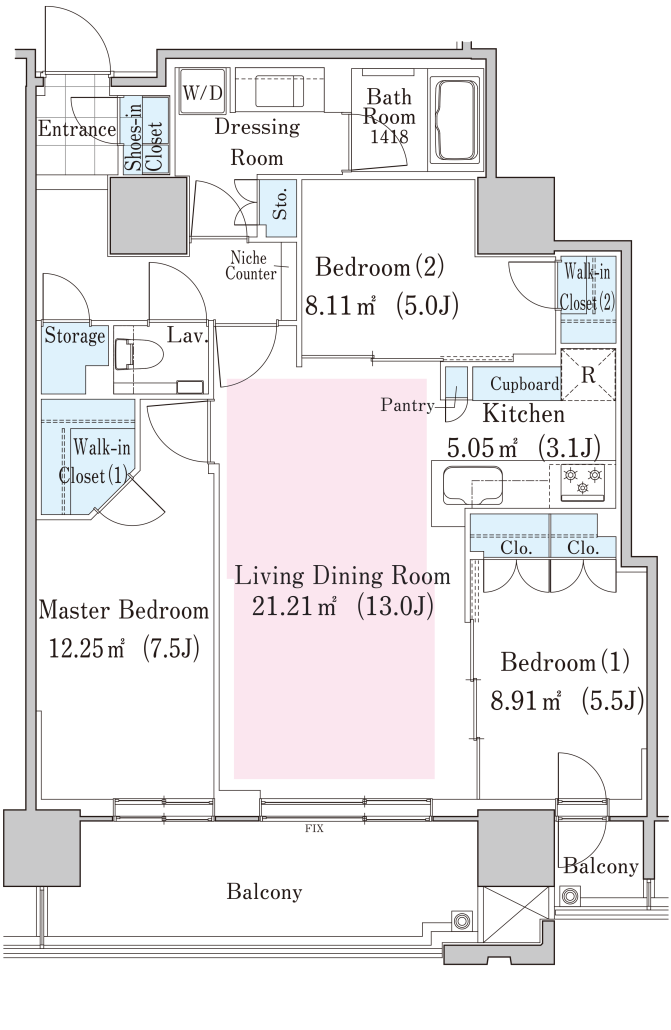 W/D
Bath
Room
1418
Entrance
Shoes-in
Closet
Dressing
Room
Sto.
Niche
Counter
Bedroom(2)
8.11㎡ (5.0J)
Walk-in
Closet(2)
Storage
Lav.
Cupboard
R
Pantry
Kitchen
5.05㎡ (3.1J)
Walk-in
Closet(1)
Clo.
Clo.
Living Dining Room
21.21㎡ (13.0J)
Master Bedroom
12.25㎡ (7.5J)
Bedroom(1)
8.91㎡ (5.5J)
FIX
Balcony
Balcony